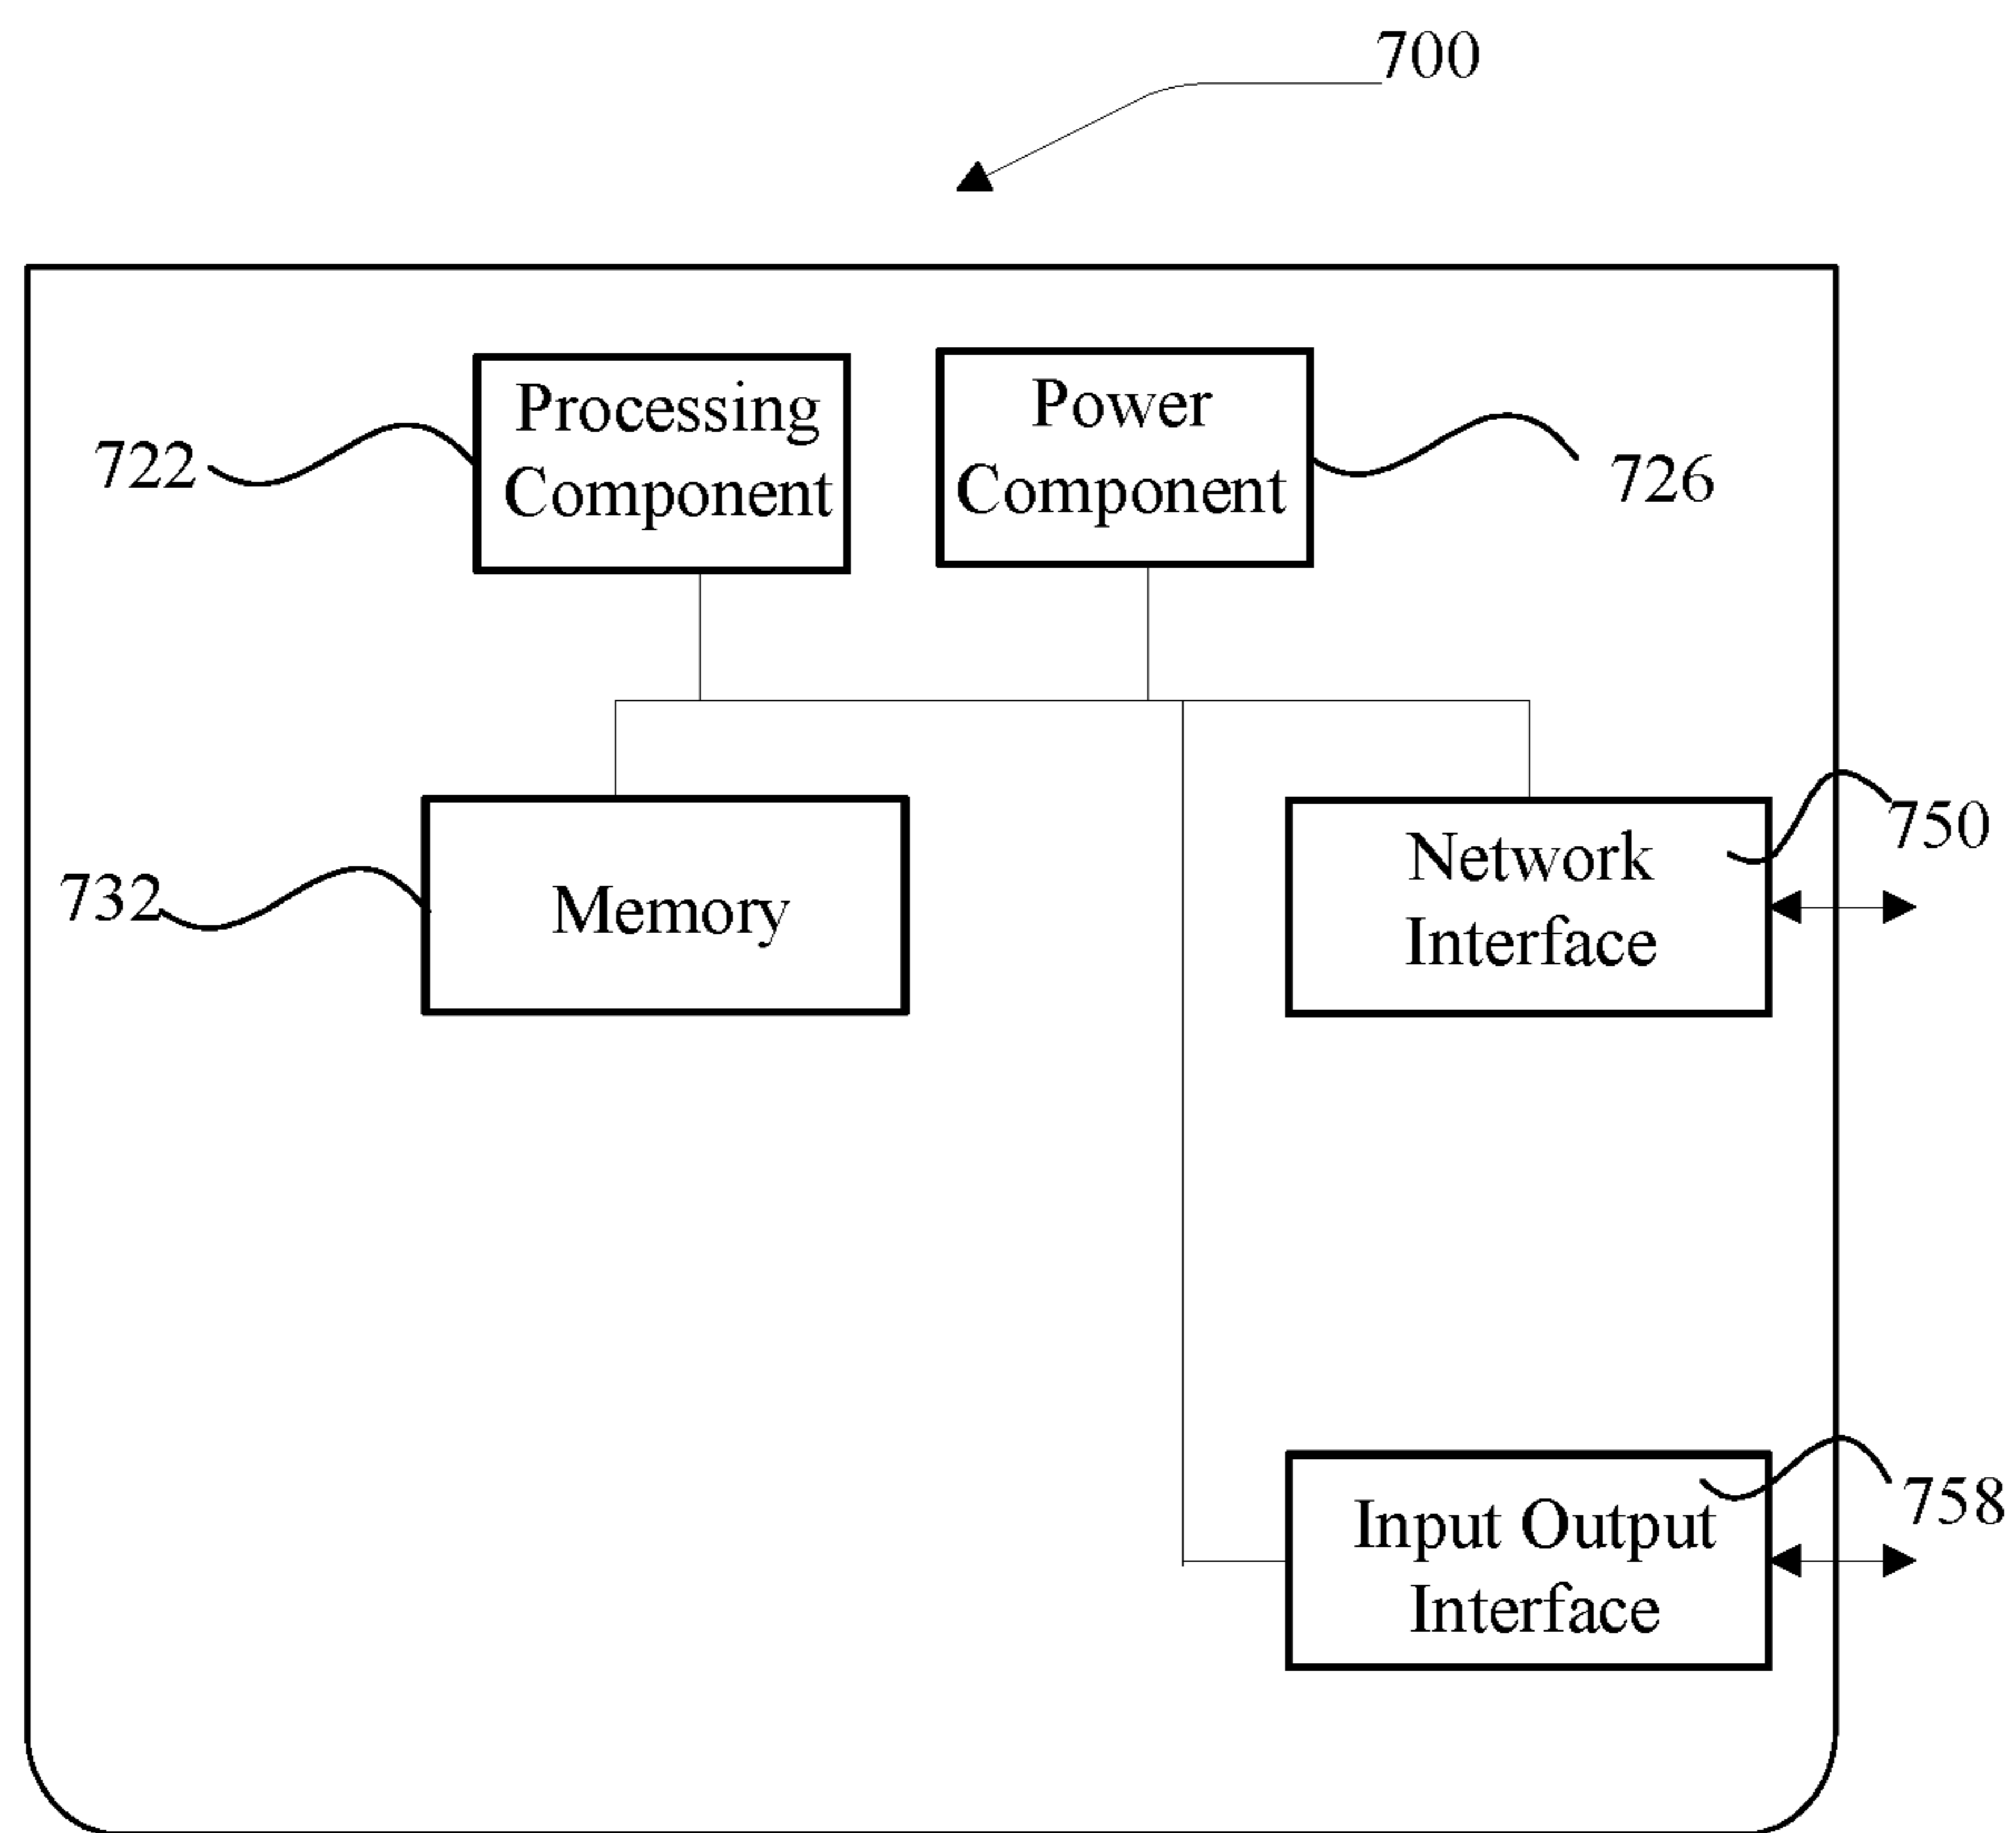 700
Processing
Component
722
Power
Component
726
Memory
732
Network
Interface
750
Input Output
Interface
758